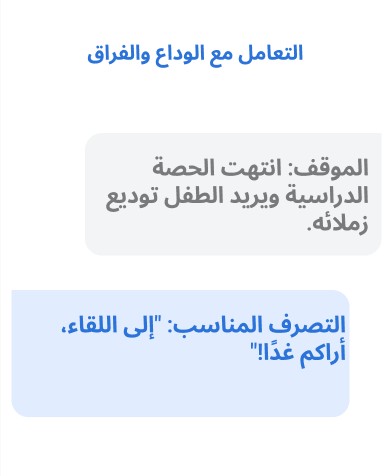 التعامل مع الوداع والفراق
الموقف: انتهت الحصة
الدراسية ويريد الطفل توديع
زملائه.
التصرف المناسب: "إلى اللقاء،
أراكم غدًا!"